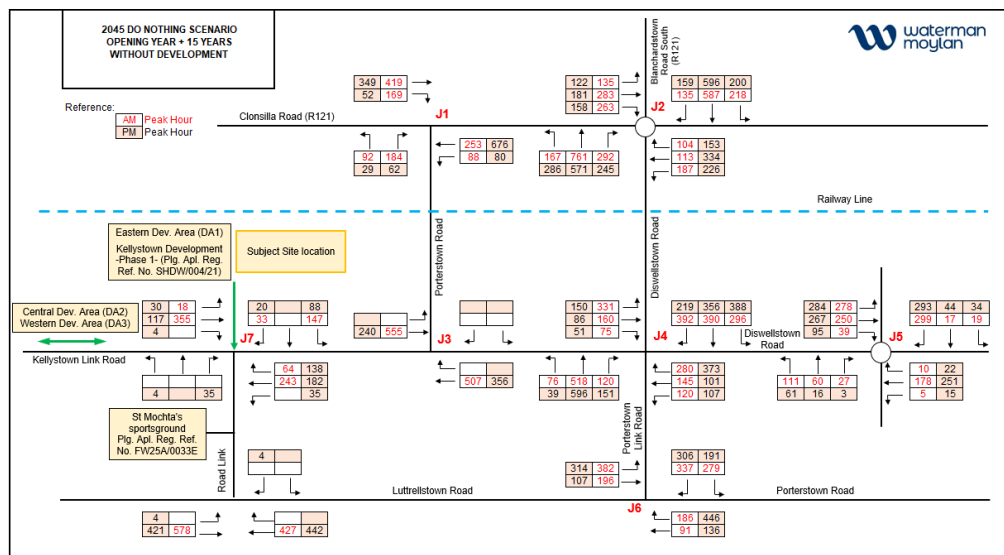 2045 DO NOTHING SCENARIO
OPENING YEAR + 15 YEARS
WITHOUT DEVELOPMENT
waterman
moylan
Reference:
AM Peak Hour
PM Peak Hour
Clonsilla Road (R121)
349 419
52 169
J1
92 184
29 62
253 676
88 80
122 135
181 283
158 263
Blanchardstown
Road South
(R121)
J2
159 596 200
135 587 218
167 761 292
286 571 245
104 153
113 334
187 226
Railway Line
Eastern Dev. Area (DA1)
Kellystown Development
-Phase 1- (Plg. Apl. Reg.
Ref. No. SHDW/004/21)
Subject Site location
Central Dev. Area (DA2)
Western Dev. Area (DA3)
Kellystown Link Road
30 18
117 355
4
J7
20 88
33 147
4 35
64 138
243 182
35
Porterstown Road
240 555
J3
507 356
Diswellstown Road
150 331
86 160
51 75
J4
219 356 388
392 390 296
76 518 120
39 596 151
280 373
145 101
120 107
Diswellstown
Road
284 278
267 250
95 39
J5
293 44 34
299 17 19
111 60 27
61 16 3
10 22
178 251
5 15
St Mochta's
sportsground
Plg. Apl. Reg. Ref.
No. FW25A/0033E
Road Link
4
Luttrellstown Road
4
421 578
427 442
Porterstown
Link Road
314 382
107 196
306 191
337 279
Porterstown Road
J6
186 446
91 136